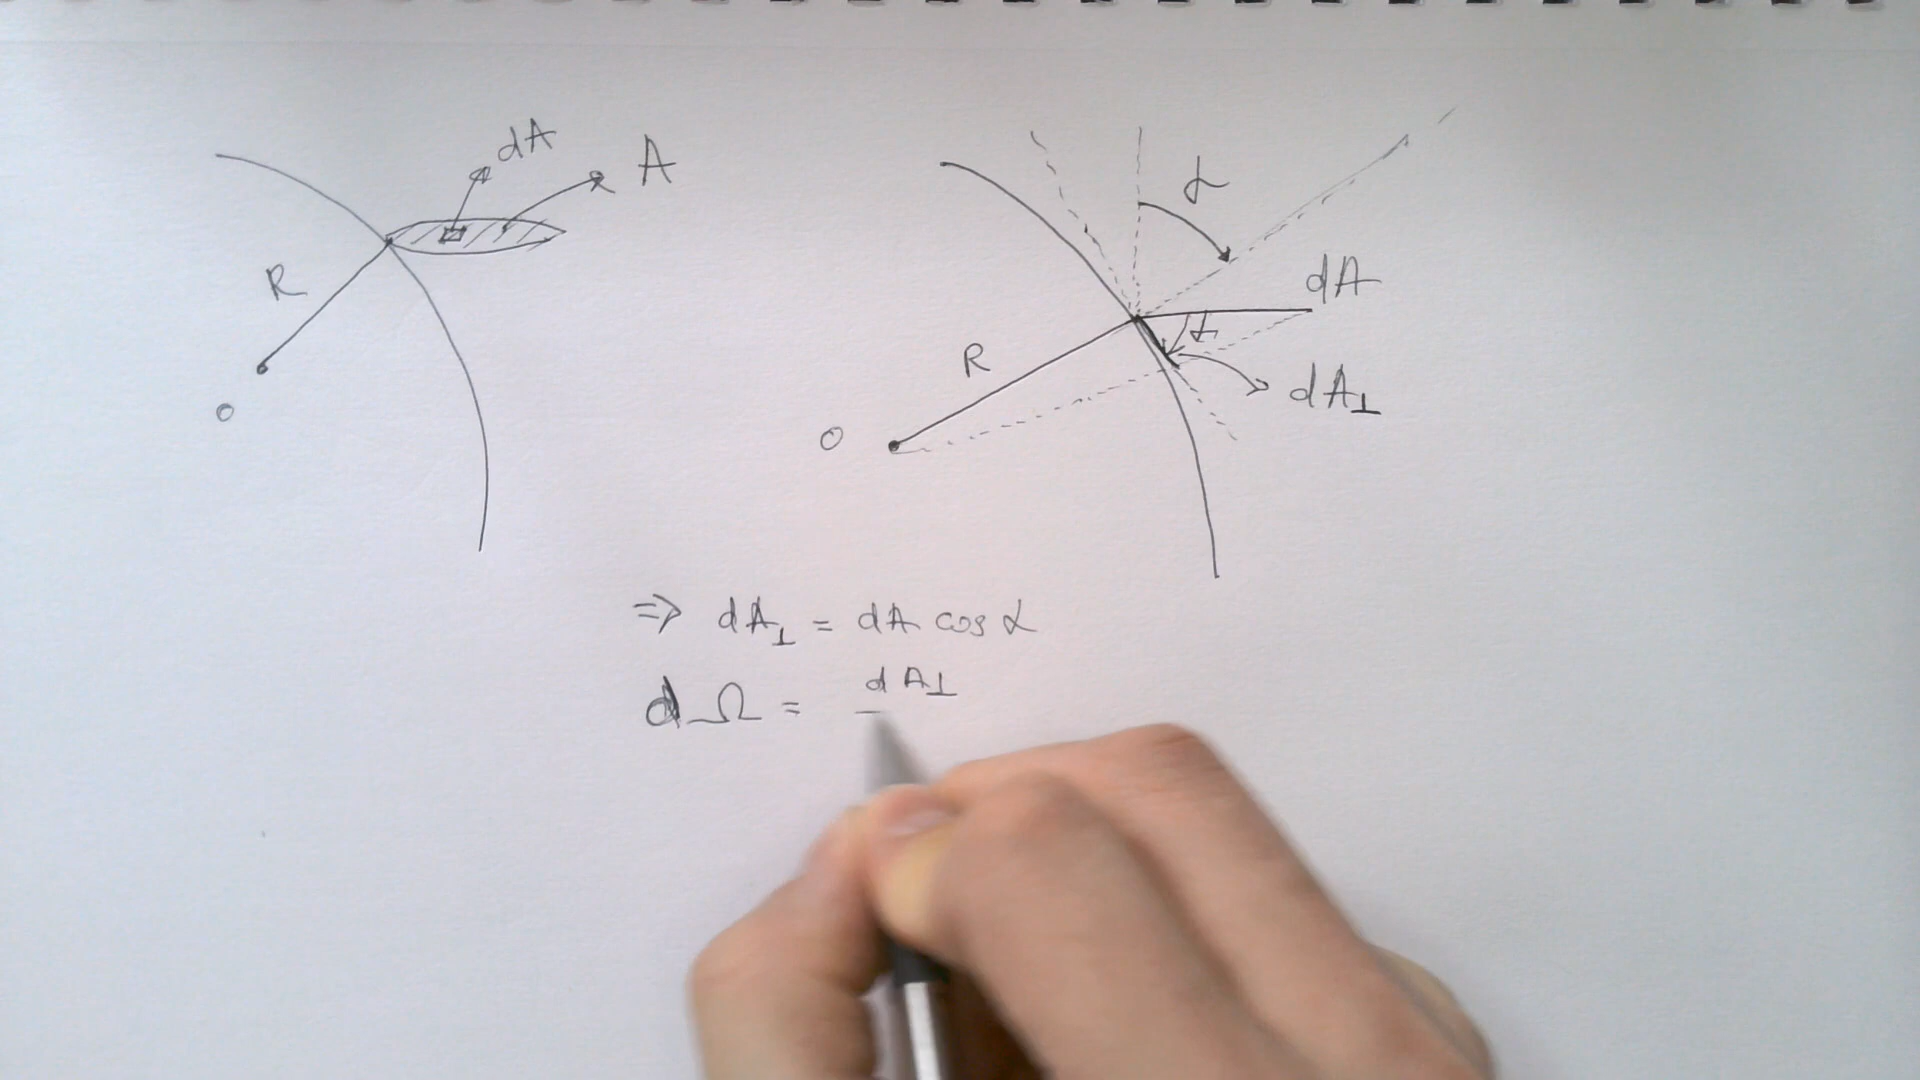 dA
A
R
O
α
dA
α
R
dA⊥
O
⇒ dA⊥ = dA cos α
dΩ = dA⊥